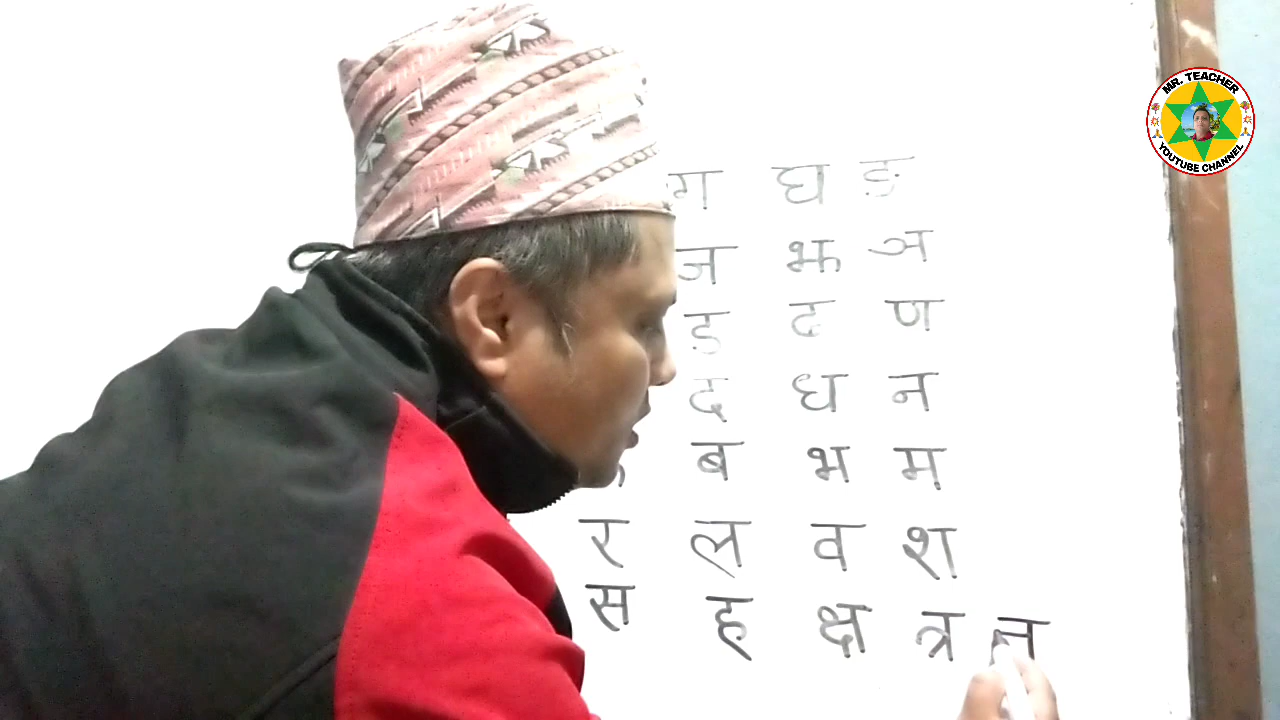 ग घ ङ
ज झ ञ
ड ढ ण
द ध न
ब भ म
र ल व श
स ह क्ष त्र
MR. TEACHER
YOUTUBE CHANNEL